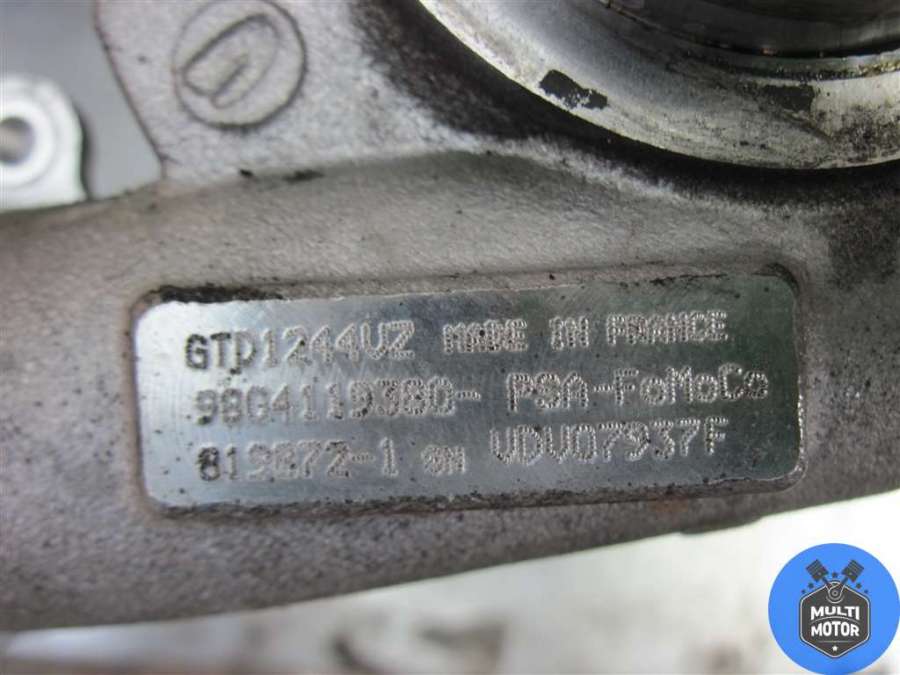 G
GTD1244VZ MADE IN FRANCE
9804119380- PSA-FoMoCo
819872-1 SN VDV07937F
MULTI
MOTOR